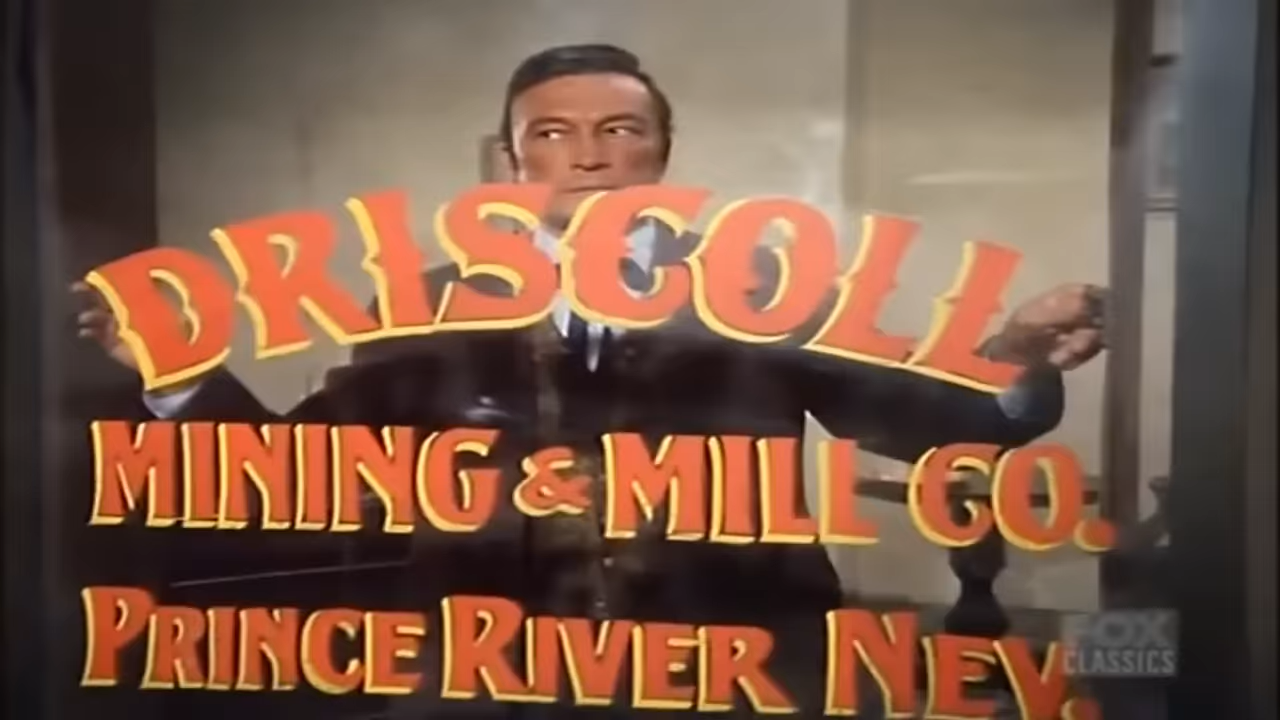 DRISCOLL
MINING & MILL CO.
PRINCE RIVER NEV.
FOX
CLASSICS